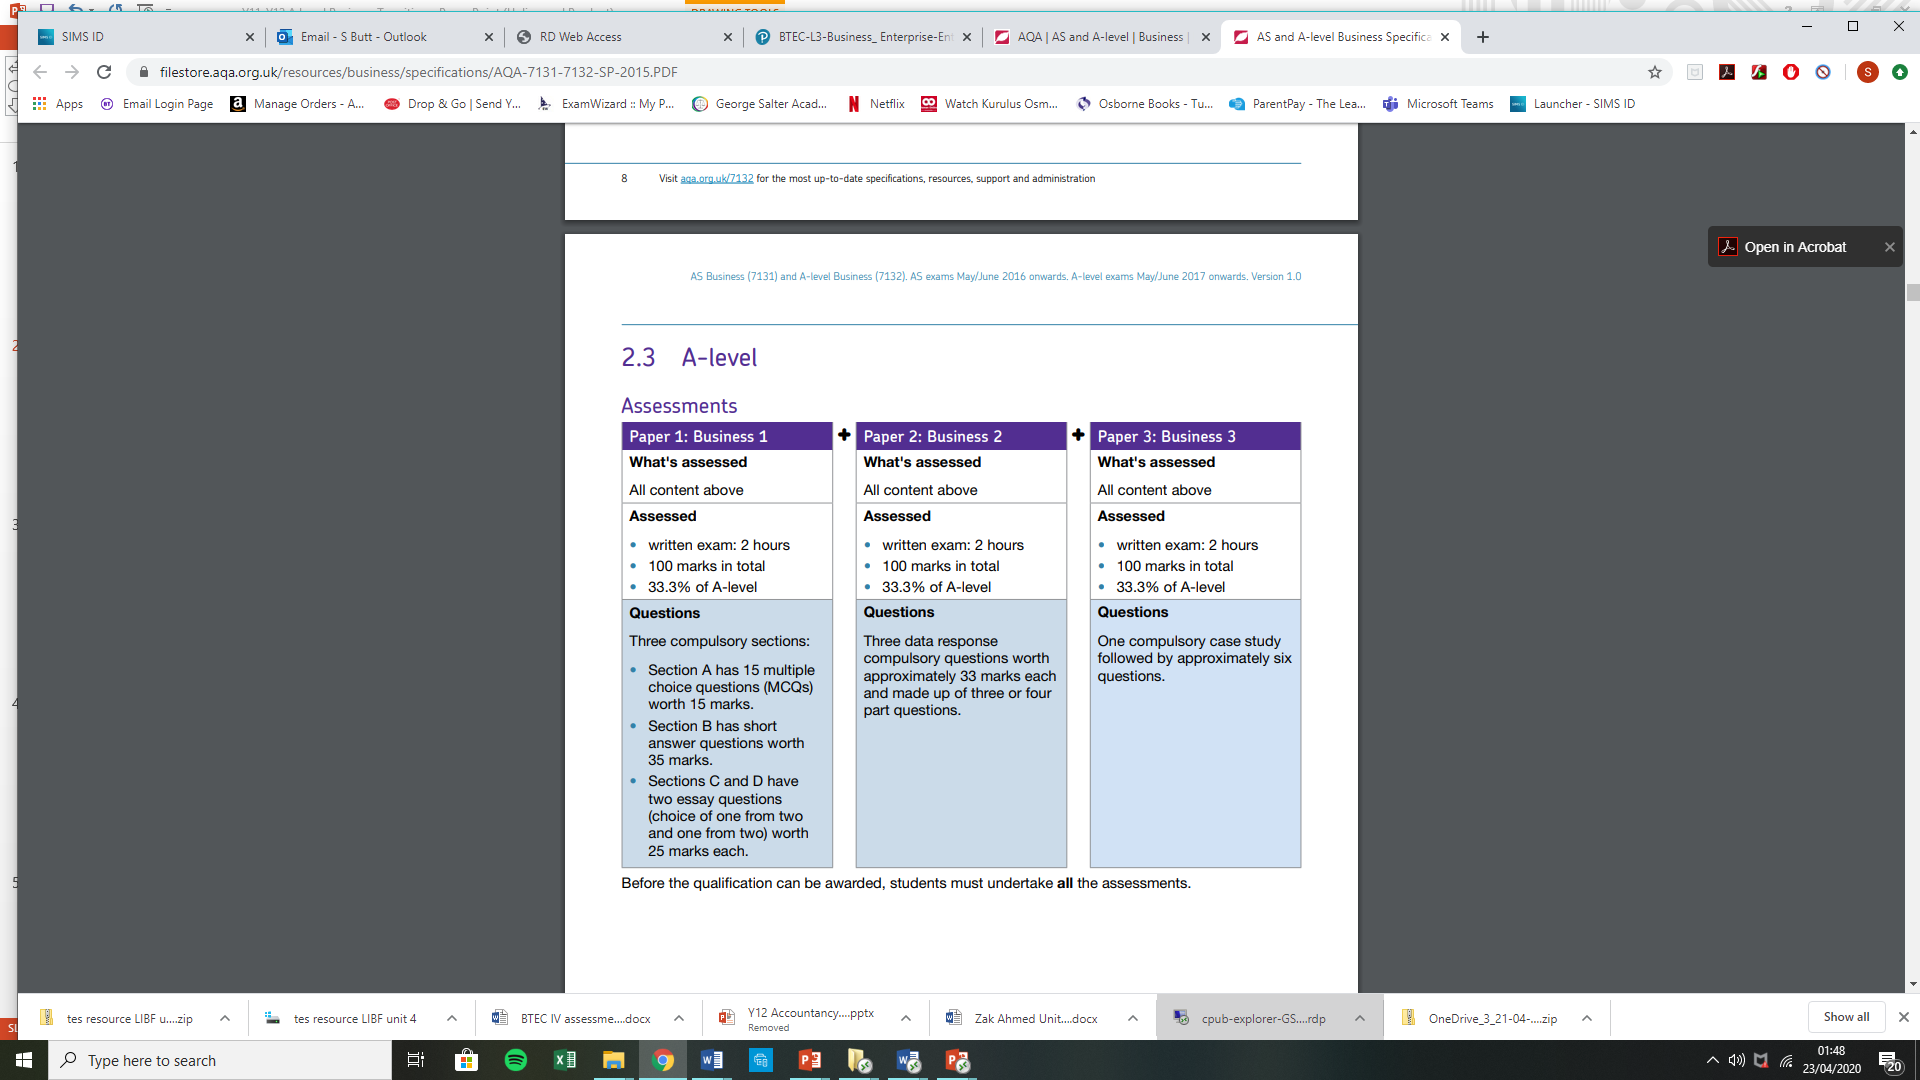 SIMS ID
Email - S Butt - Outlook
RD Web Access
BTEC-L3-Business_ Enterprise-Ent
AQA | AS and A-level | Business |
AS and A-level Business Specifica
filestore.aqa.org.uk/resources/business/specifications/AQA-7131-7132-SP-2015.PDF
S
Apps
Email Login Page
Manage Orders - A...
Drop & Go | Send Y...
ExamWizard :: My P...
George Salter Acad...
Netflix
Watch Kurulus Osm...
Osborne Books - Tu...
ParentPay - The Lea...
Microsoft Teams
Launcher - SIMS ID
8 Visit aqa.org.uk/7132 for the most up-to-date specifications, resources, support and administration
Open in Acrobat
AS Business (7131) and A-level Business (7132). AS exams May/June 2016 onwards. A-level exams May/June 2017 onwards. Version 1.0
2.3 A-level
Assessments
Paper 1: Business 1
What's assessed
All content above
Assessed
• written exam: 2 hours
• 100 marks in total
• 33.3% of A-level
Questions
Three compulsory sections:
• Section A has 15 multiple
choice questions (MCQs)
worth 15 marks.
• Section B has short
answer questions worth
35 marks.
• Sections C and D have
two essay questions
(choice of one from two
and one from two) worth
25 marks each.
+
Paper 2: Business 2
What's assessed
All content above
Assessed
• written exam: 2 hours
• 100 marks in total
• 33.3% of A-level
Questions
Three data response
compulsory questions worth
approximately 33 marks each
and made up of three or four
part questions.
+
Paper 3: Business 3
What's assessed
All content above
Assessed
• written exam: 2 hours
• 100 marks in total
• 33.3% of A-level
Questions
One compulsory case study
followed by approximately six
questions.
Before the qualification can be awarded, students must undertake all the assessments.
tes resource LIBF u....zip
tes resource LIBF unit 4
BTEC IV assessme....docx
Y12 Accountancy....pptx
Removed
Zak Ahmed Unit....docx
cpub-explorer-GS....rdp
OneDrive_3_21-04-....zip
Show all
Type here to search
01:48
23/04/2020
20